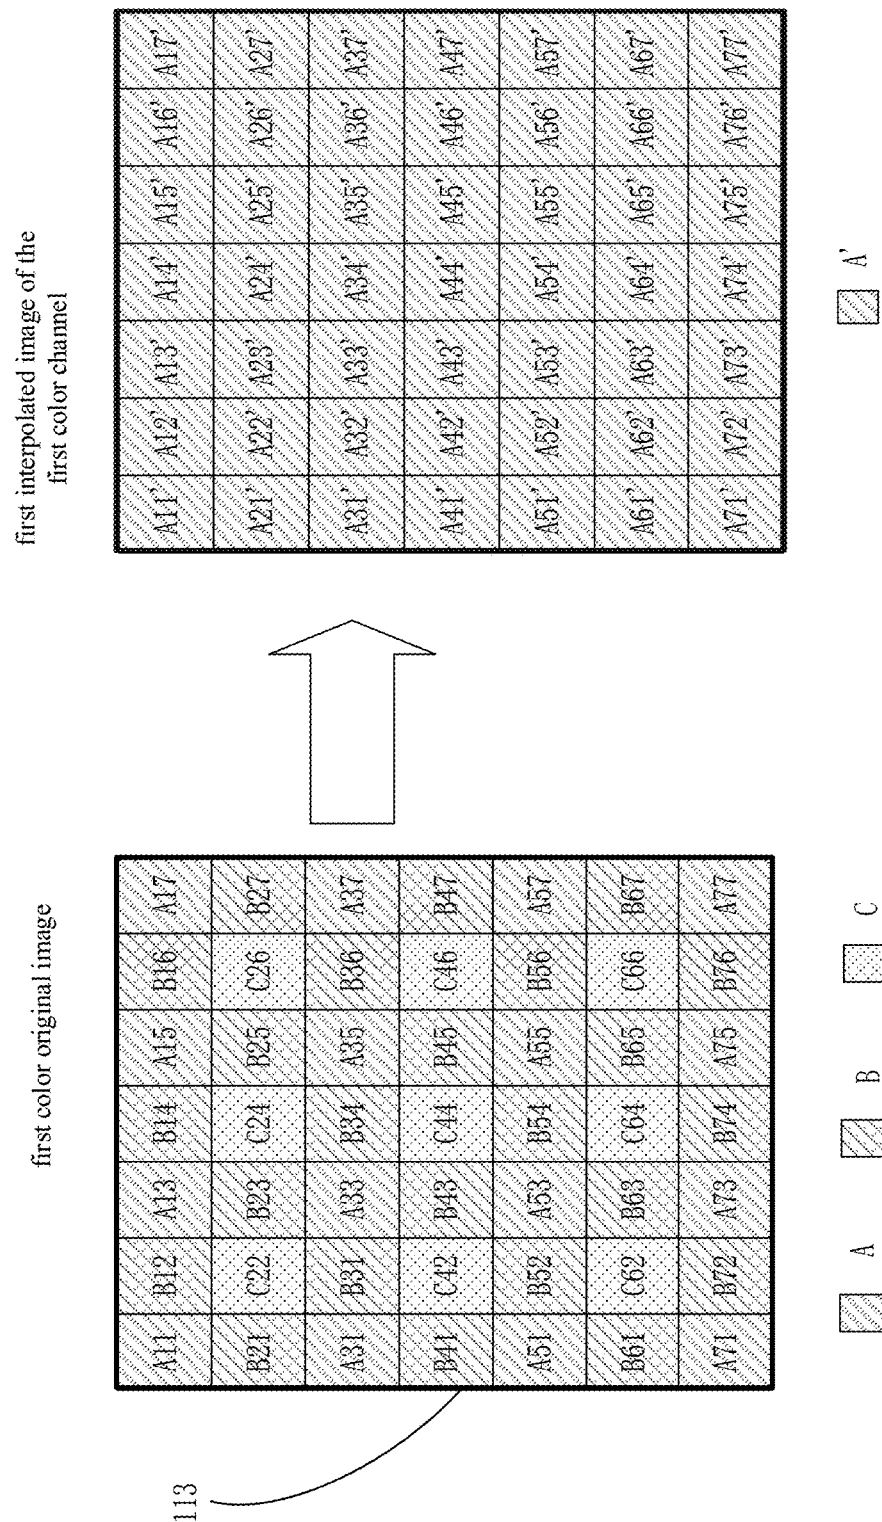 113
first color original image
A11 B12 A13 B14 A15 B16 A17
B21 C22 B23 C24 B25 C26 B27
A31 B31 A33 B34 A35 B36 A37
B41 C42 B43 C44 B45 C46 B47
A51 B52 A53 B54 A55 B56 A57
B61 C62 B63 C64 B65 C66 B67
A71 B72 A73 B74 A75 B76 A77
A B C
first interpolated image of the
first color channel
A11' A12' A13' A14' A15' A16' A17'
A21' A22' A23' A24' A25' A26' A27'
A31' A32' A33' A34' A35' A36' A37'
A41' A42' A43' A44' A45' A46' A47'
A51' A52' A53' A54' A55' A56' A57'
A61' A62' A63' A64' A65' A66' A67'
A71' A72' A73' A74' A75' A76' A77'
A'